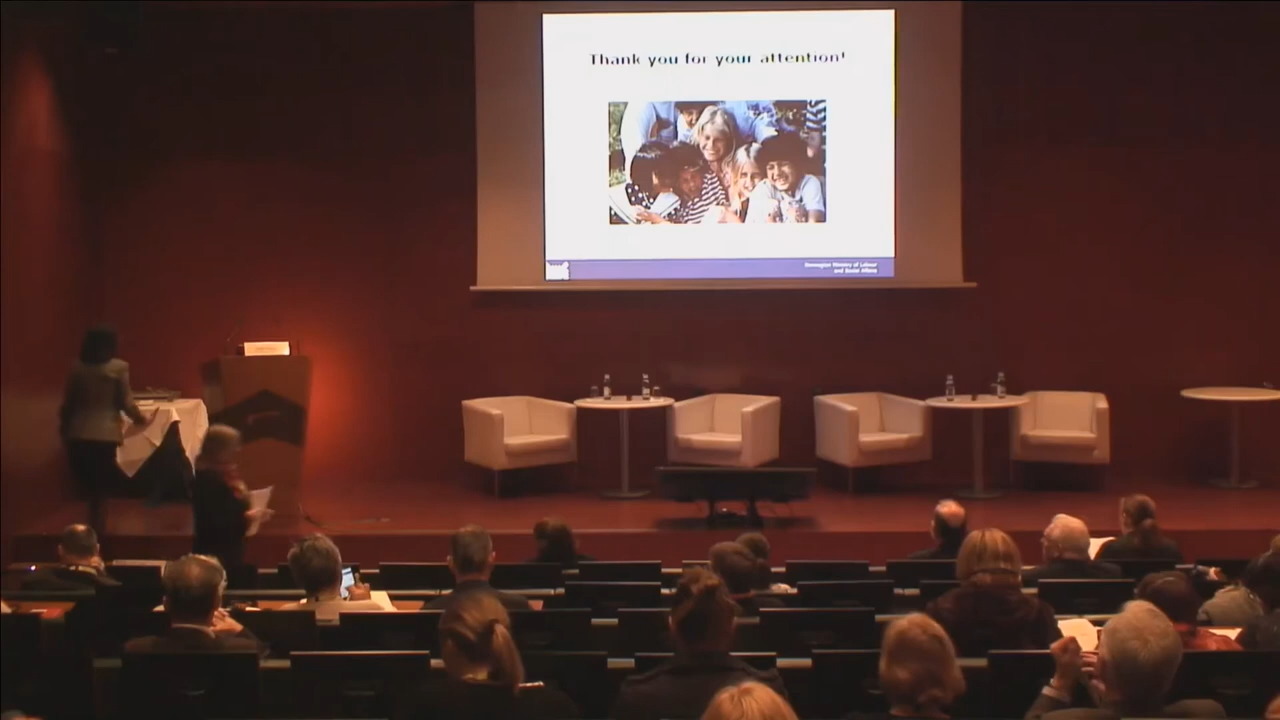 Thank you for your attention!
Norwegian Ministry of Labour
and Social Affairs